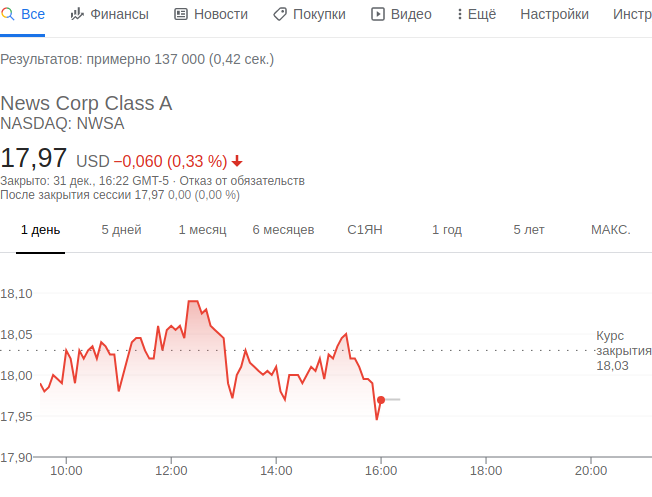 Все Финансы Новости Покупки Видео Ещё Настройки Инстр
Результатов: примерно 137 000 (0,42 сек.)
News Corp Class A
NASDAQ: NWSA
17,97 USD −0,060 (0,33 %)
Закрыто: 31 дек., 16:22 GMT-5 · Отказ от обязательств
После закрытия сессии 17,97 0,00 (0,00 %)
1 день 5 дней 1 месяц 6 месяцев С1ЯН 1 год 5 лет МАКС.
18,10
18,05
18,00
17,95
17,90
Курс
закрытия
18,03
10:00 12:00 14:00 16:00 18:00 20:00